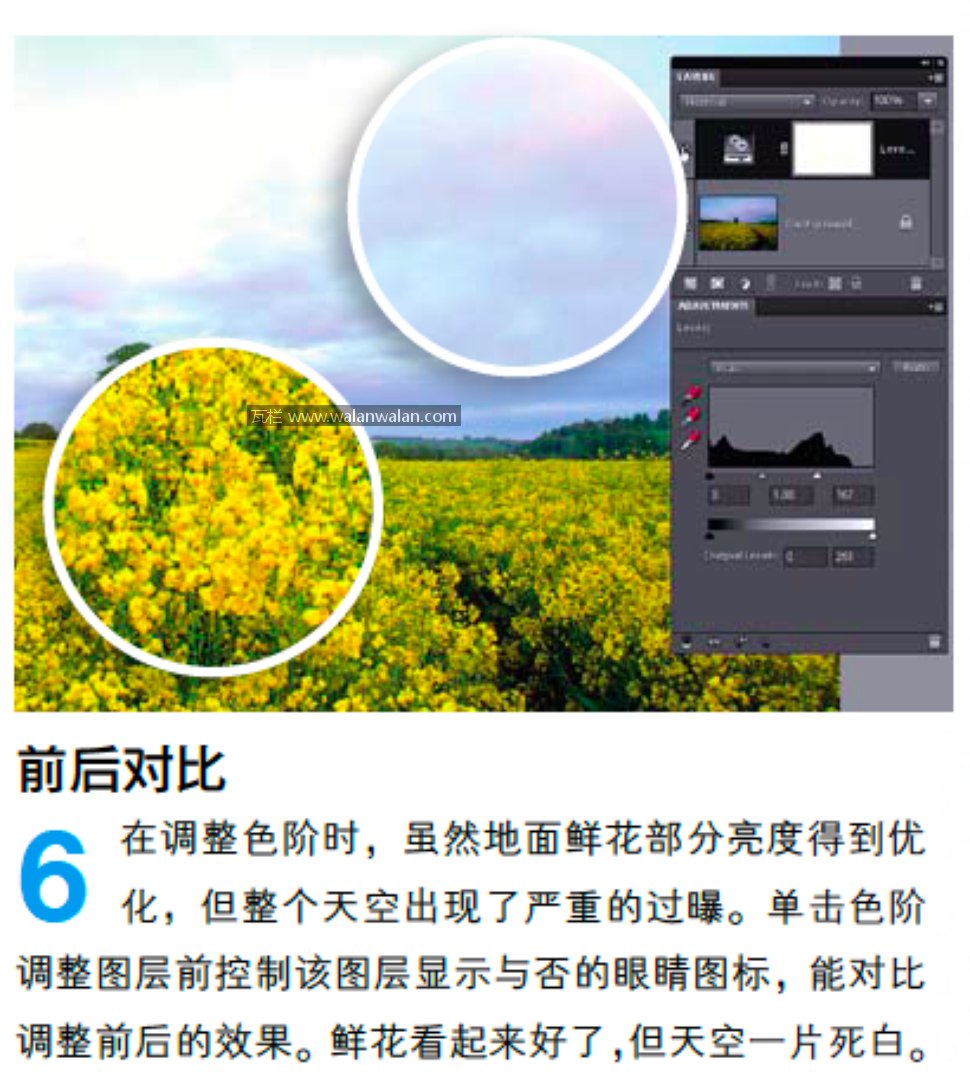 LAYERS
Normal
Opacity:
100%
Leve...
Background
瓦栏 www.walanwalan.com
ADJUSTMENTS
Levels
Auto
0
1.00
167
Output Levels:
0
前后对比
6
在调整色阶时，虽然地面鲜花部分亮度得到优
化，但整个天空出现了严重的过曝。单击色阶
调整图层前控制该图层显示与否的眼睛图标，能对比
调整前后的效果。鲜花看起来好了,但天空一片死白。